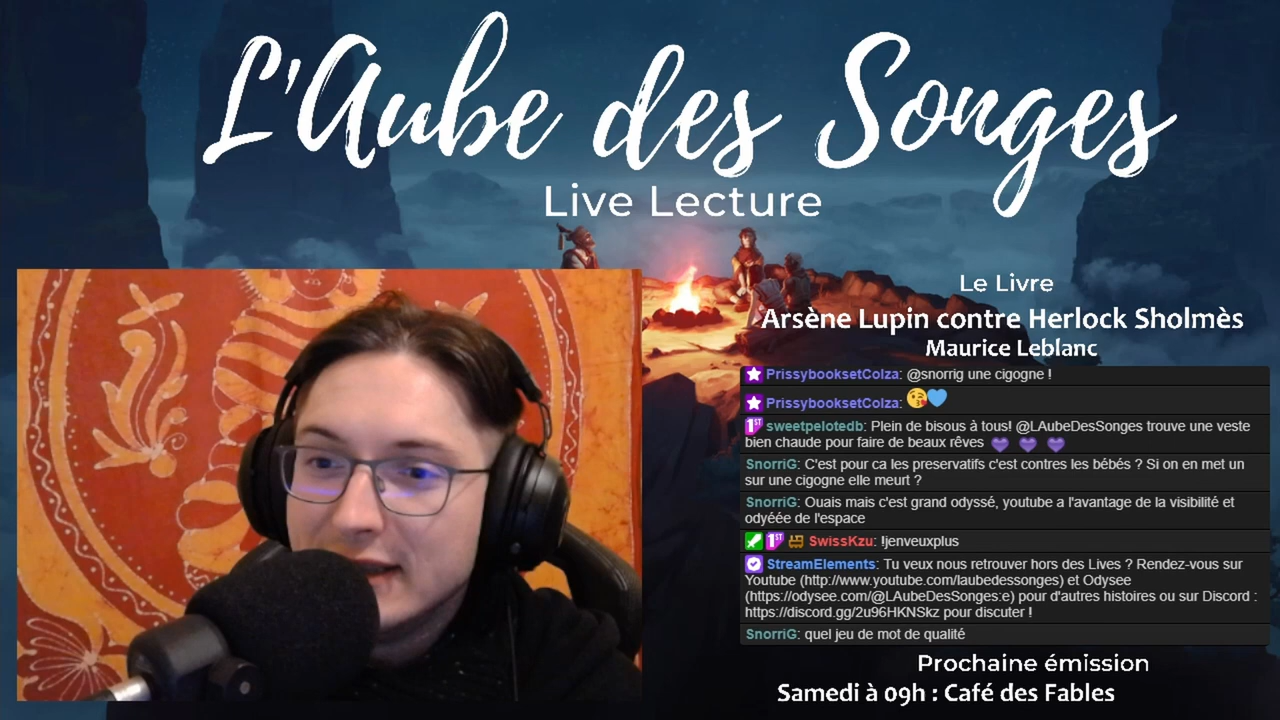 L'Aube des Songes
Live Lecture
Le Livre
Arsène Lupin contre Herlock Sholmès
Maurice Leblanc
PrissybooksetColza: @snorrig une cigogne !
PrissybooksetColza: 😘💙
1ST sweetpelotedb: Plein de bisous à tous! @LAubeDesSonges trouve une veste
bien chaude pour faire de beaux rêves 💜 💜 💜
SnorriG: C'est pour ca les preservatifs c'est contres les bébés ? Si on en met un
sur une cigogne elle meurt ?
SnorriG: Ouais mais c'est grand odyssé, youtube a l'avantage de la visibilité et
odyéée de l'espace
1ST SwissKzu: !jenveuxplus
StreamElements: Tu veux nous retrouver hors des Lives ? Rendez-vous sur
Youtube (http://www.youtube.com/laubedessonges) et Odysee
(https://odysee.com/@LAubeDesSonges:e) pour d'autres histoires ou sur Discord :
https://discord.gg/2u96HKNSkz pour discuter !
SnorriG: quel jeu de mot de qualité
Prochaine émission
Samedi à 09h : Café des Fables